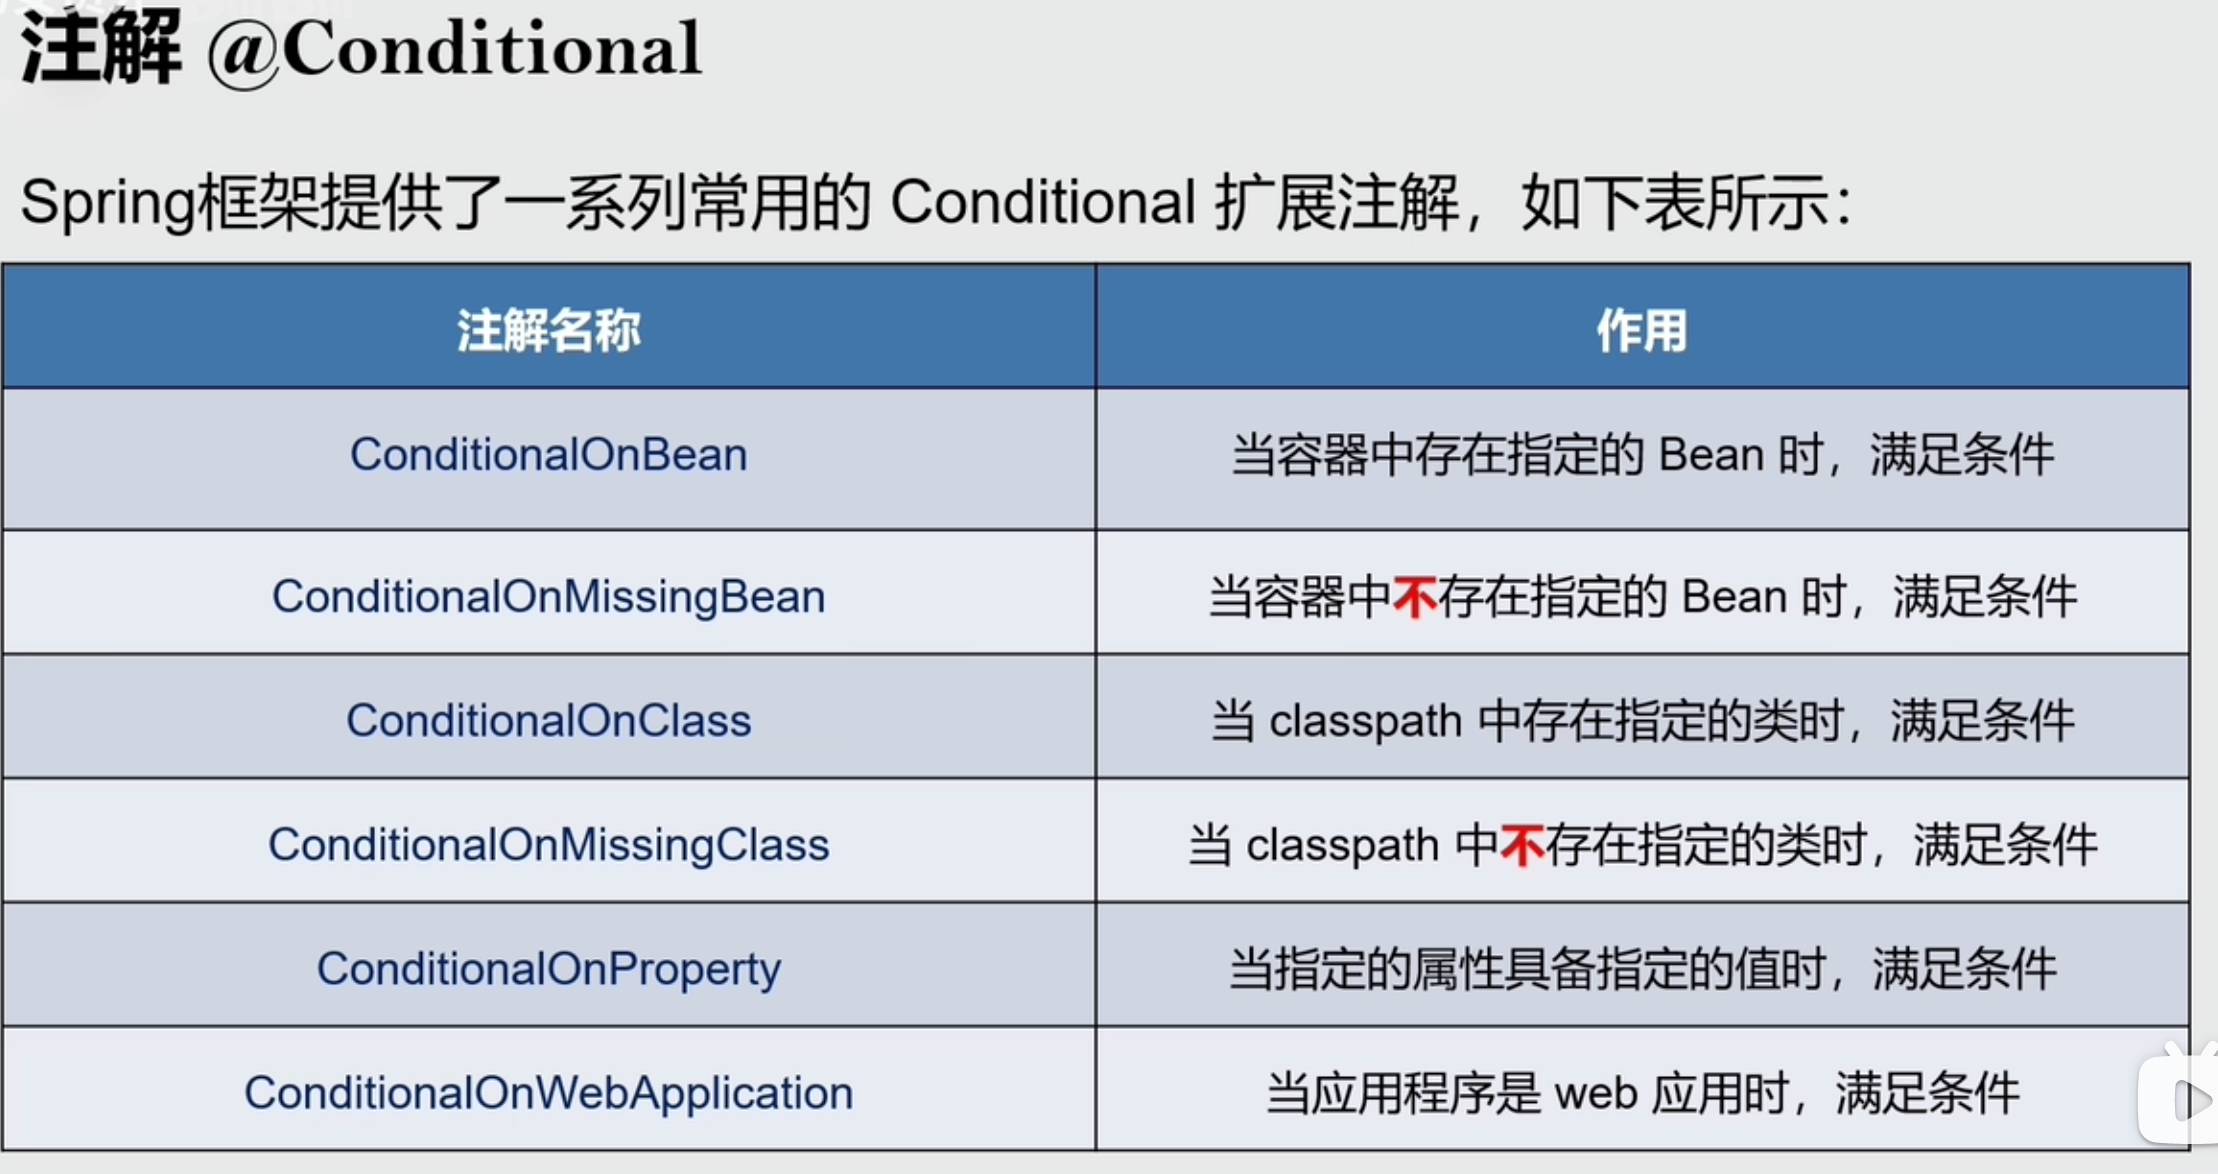 注解 @Conditional
Spring框架提供了一系列常用的 Conditional 扩展注解，如下表所示：
注解名称
作用
ConditionalOnBean
当容器中存在指定的 Bean 时，满足条件
ConditionalOnMissingBean
当容器中不存在指定的 Bean 时，满足条件
ConditionalOnClass
当 classpath 中存在指定的类时，满足条件
ConditionalOnMissingClass
当 classpath 中不存在指定的类时，满足条件
ConditionalOnProperty
当指定的属性具备指定的值时，满足条件
ConditionalOnWebApplication
当应用程序是 web 应用时，满足条件